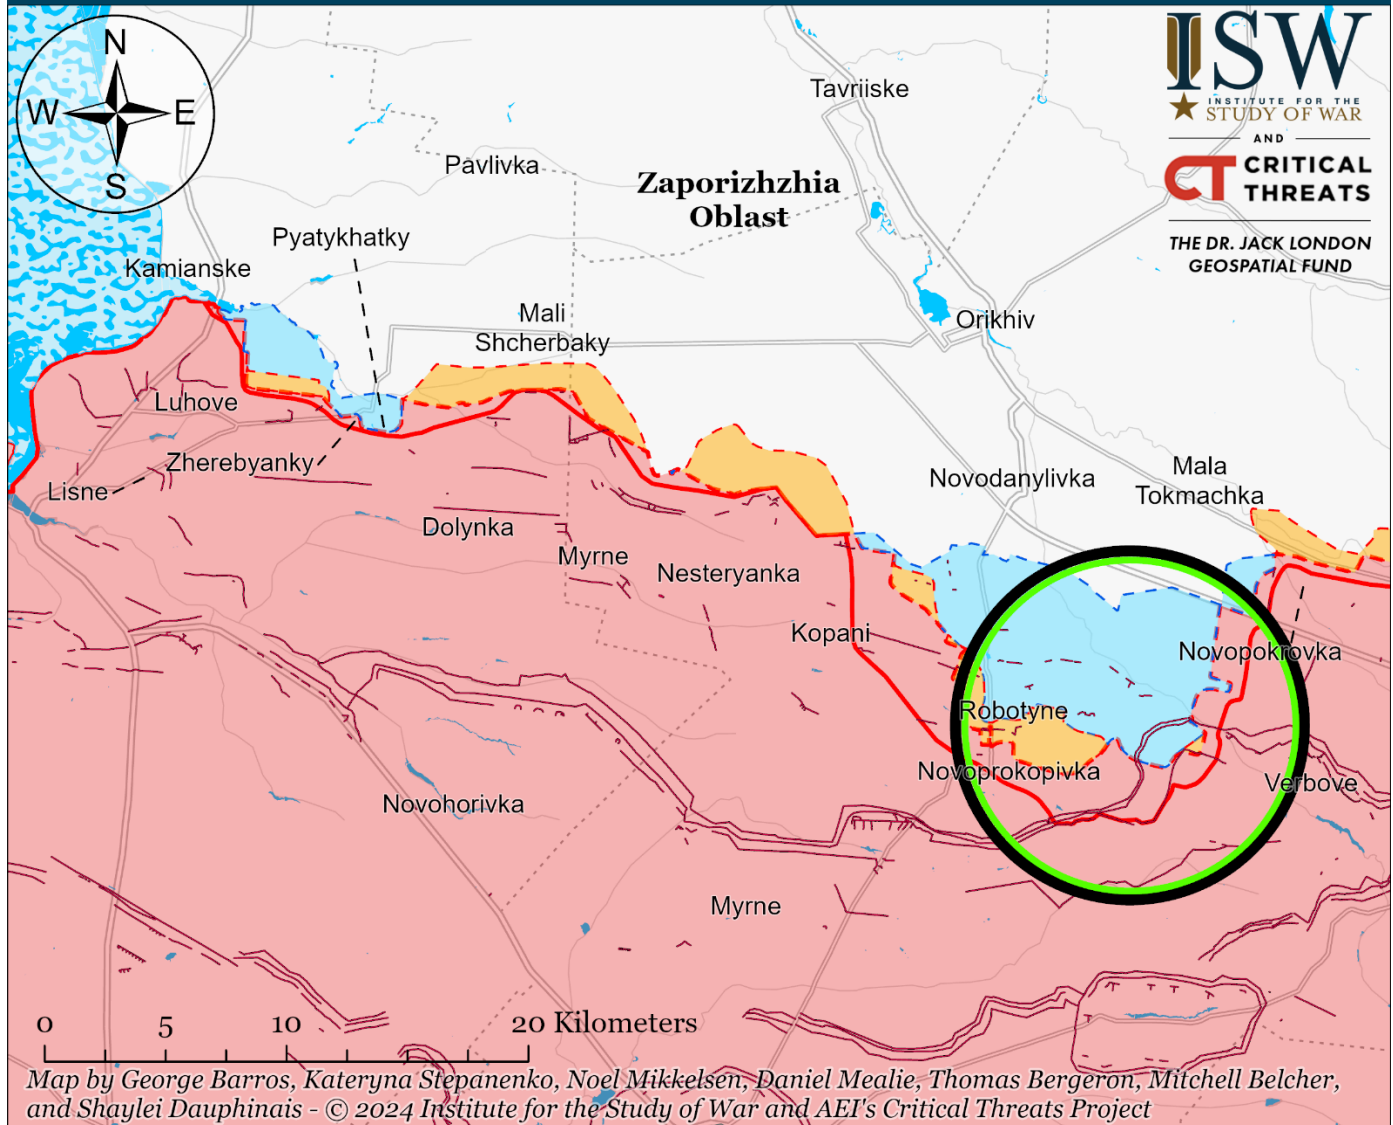 N
W
E
S
ISW
INSTITUTE FOR THE
STUDY OF WAR
AND
CT CRITICAL
THREATS
THE DR. JACK LONDON
GEOSPATIAL FUND
Tavriiske
Pavlivka
Zaporizhzhia
Oblast
Pyatykhatky
Kamianske
Mali
Shcherbaky
Orikhiv
Luhove
Zherebyanky
Lisne
Novodanylivka
Mala
Tokmachka
Dolynka
Myrne
Nesteryanka
Kopani
Novopokrovka
Robotyne
Novoprokopivka
Verbove
Novohorivka
Myrne
0 5 10 20 Kilometers
Map by George Barros, Kateryna Stepanenko, Noel Mikkelsen, Daniel Mealie, Thomas Bergeron, Mitchell Belcher,
and Shaylei Dauphinais - © 2024 Institute for the Study of War and AEI's Critical Threats Project